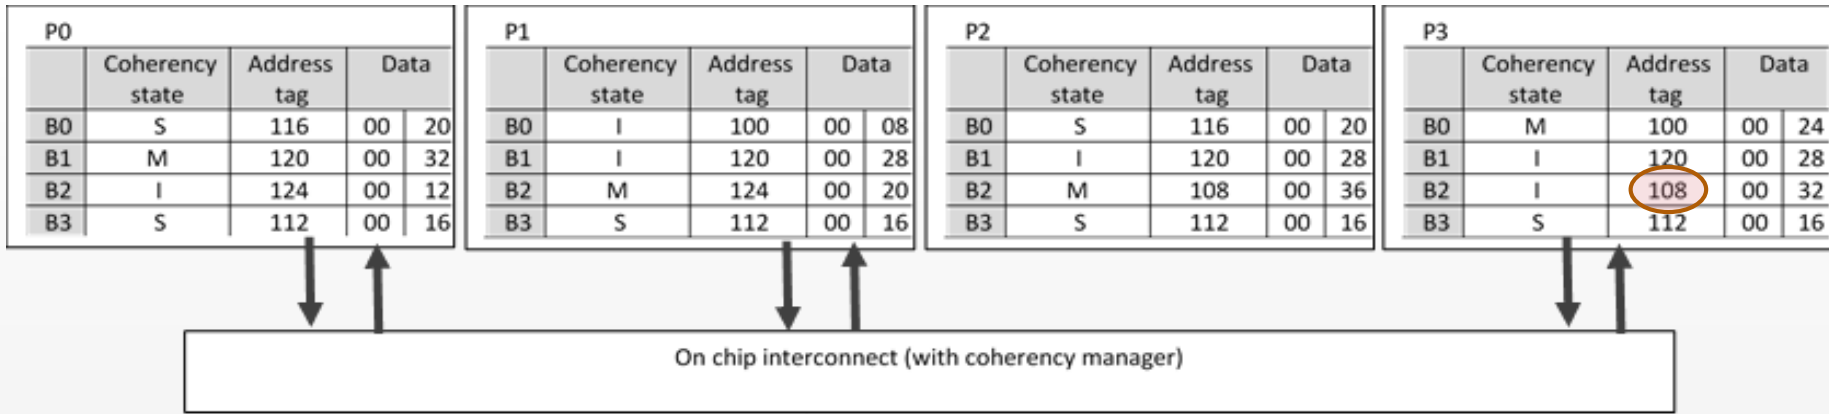 P0
Coherency state Address tag Data
B0 S 116 00 20
B1 M 120 00 32
B2 I 124 00 12
B3 S 112 00 16
P1
Coherency state Address tag Data
B0 I 100 00 08
B1 I 120 00 28
B2 M 124 00 20
B3 S 112 00 16
P2
Coherency state Address tag Data
B0 S 116 00 20
B1 I 120 00 28
B2 M 108 00 36
B3 S 112 00 16
P3
Coherency state Address tag Data
B0 M 100 00 24
B1 I 120 00 28
B2 I 108 00 32
B3 S 112 00 16
On chip interconnect (with coherency manager)